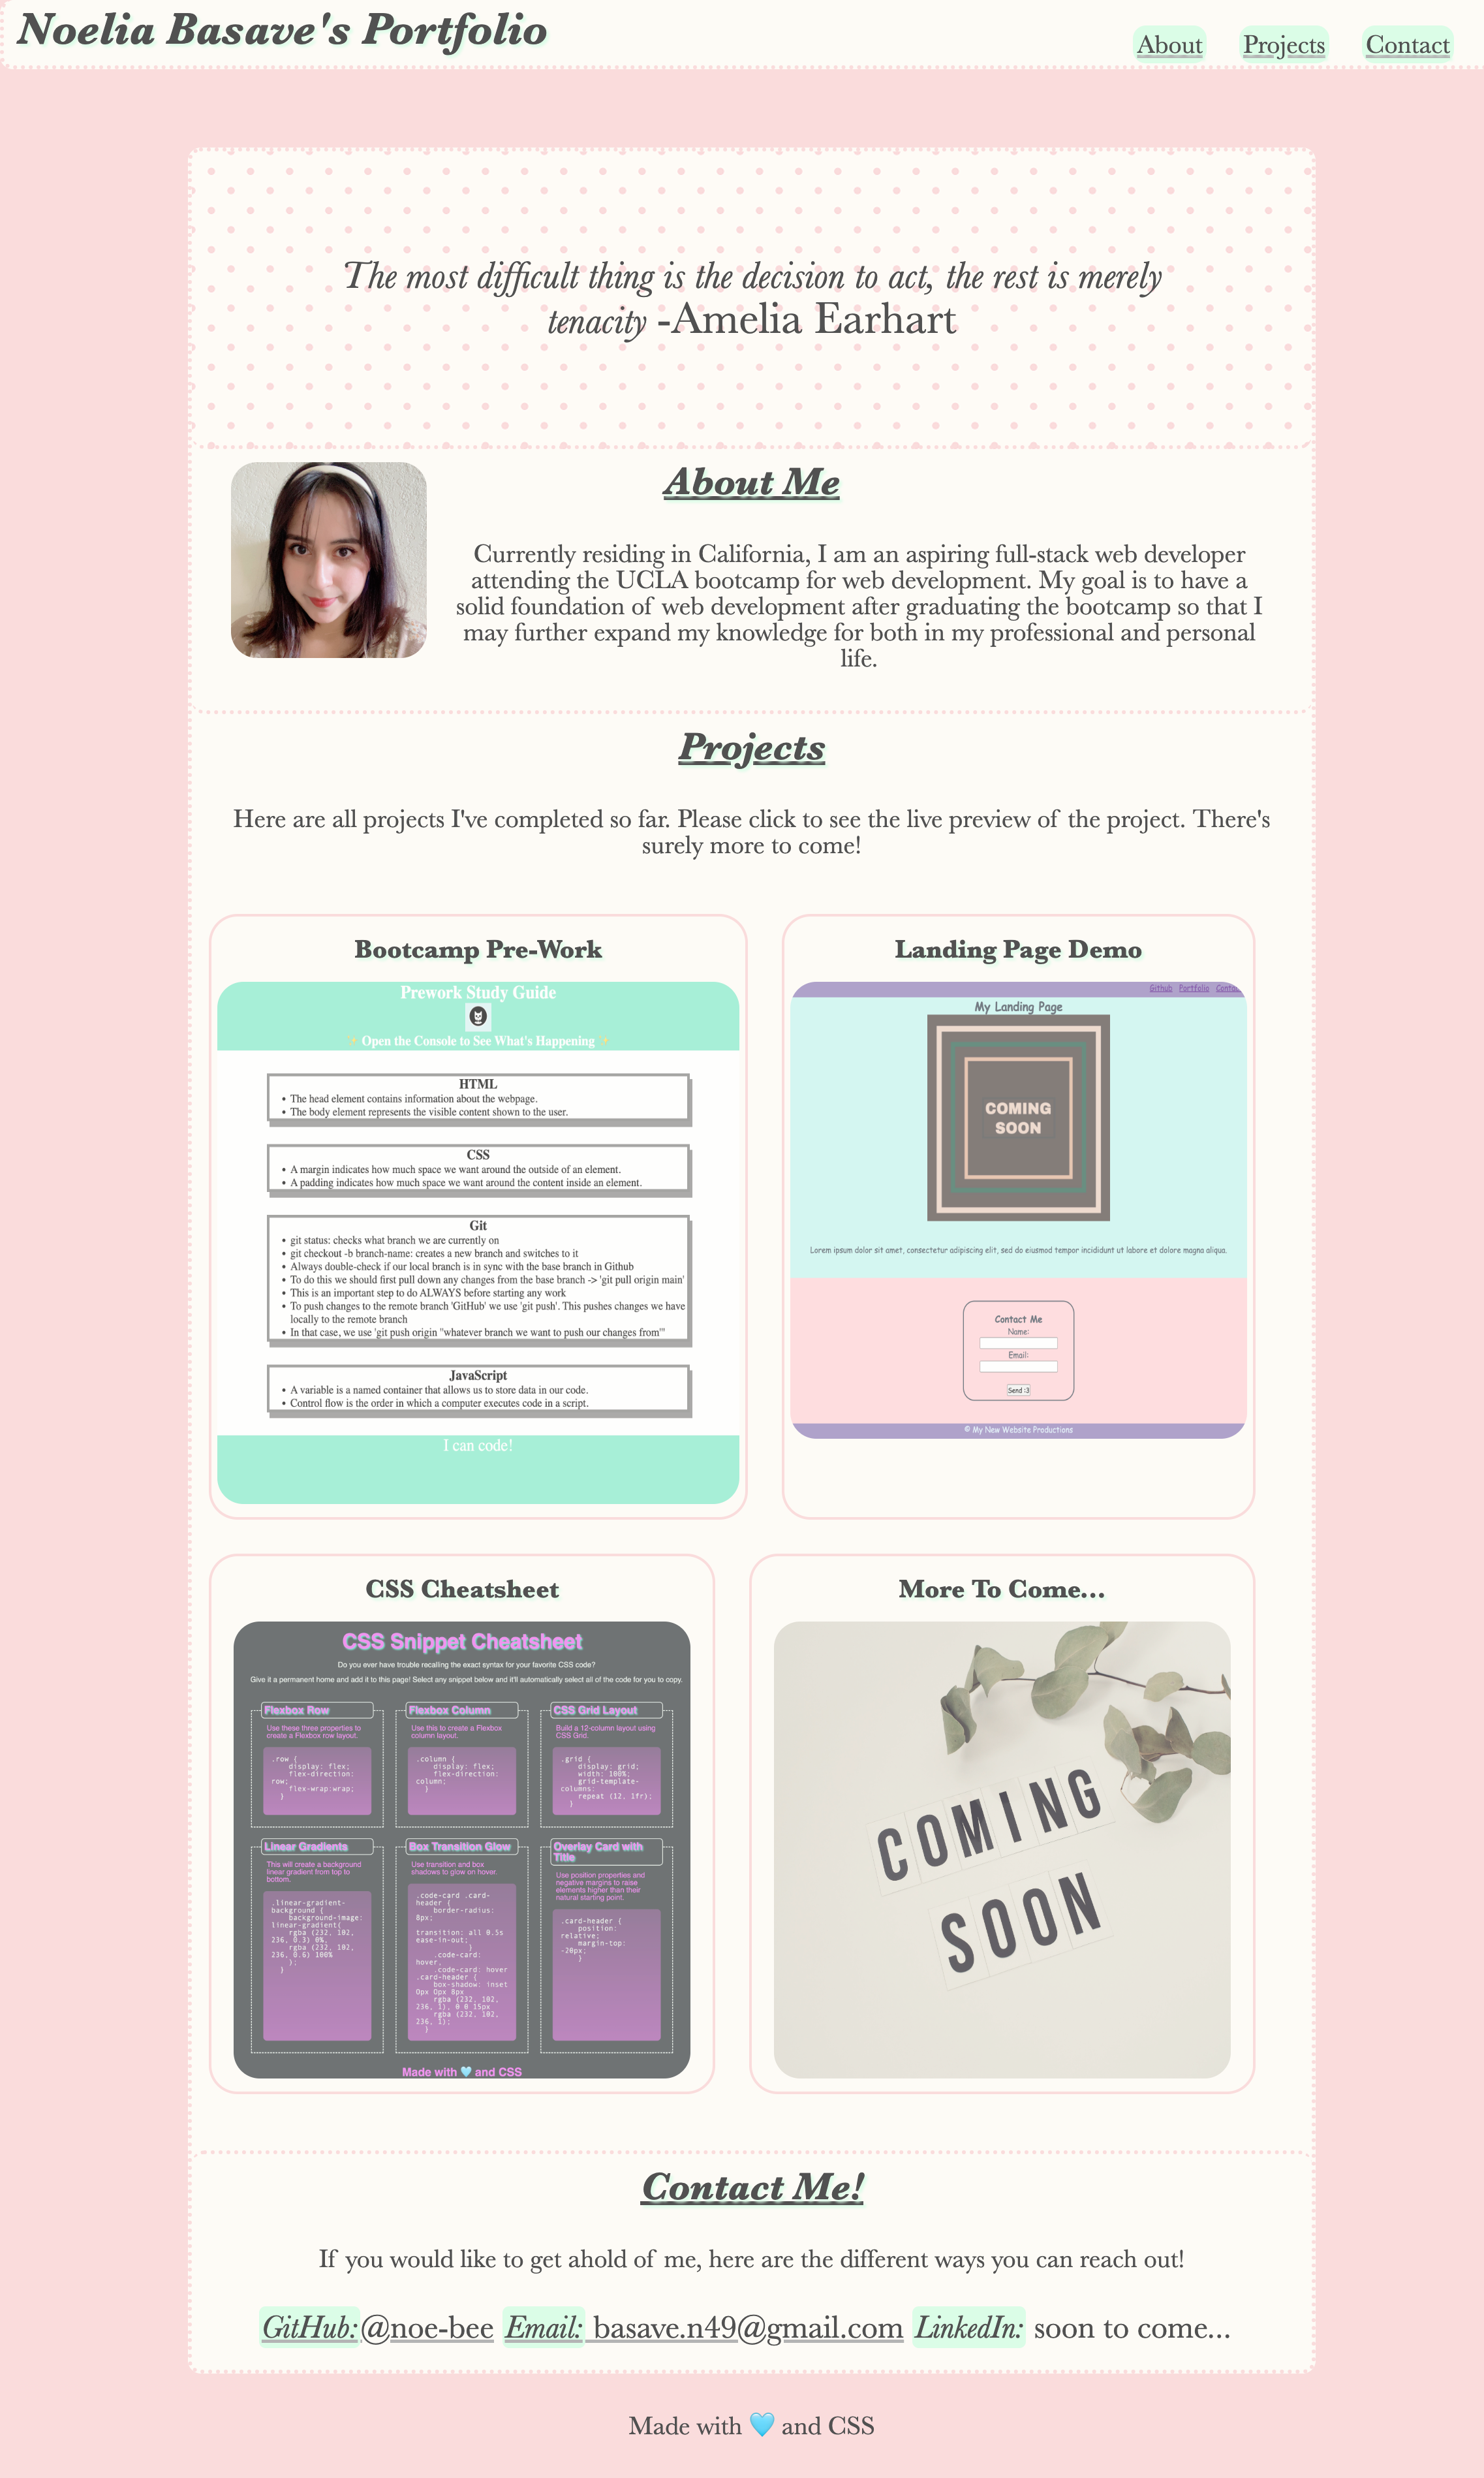 Noelia Basave's Portfolio
About Projects Contact
The most difficult thing is the decision to act, the rest is merely
tenacity -Amelia Earhart
About Me
Currently residing in California, I am an aspiring full-stack web developer
attending the UCLA bootcamp for web development. My goal is to have a
solid foundation of web development after graduating the bootcamp so that I
may further expand my knowledge for both in my professional and personal
life.
Projects
Here are all projects I've completed so far. Please click to see the live preview of the project. There's
surely more to come!
Bootcamp Pre-Work
Prework Study Guide
✨ Open the Console to See What's Happening ✨
HTML
• The head element contains information about the webpage.
• The body element represents the visible content shown to the user.
CSS
• A margin indicates how much space we want around the outside of an element.
• A padding indicates how much space we want around the content inside an element.
Git
• git status: checks what branch we are currently on
• git checkout -b branch-name: creates a new branch and switches to it
• Always double-check if our local branch is in sync with the base branch in Github
• To do this we should first pull down any changes from the base branch -> 'git pull origin main'
• This is an important step to do ALWAYS before starting any work
• To push changes to the remote branch 'GitHub' we use 'git push'. This pushes changes we have
locally to the remote branch
• In that case, we use 'git push origin "whatever branch we want to push our changes from"'
JavaScript
• A variable is a named container that allows us to store data in our code.
• Control flow is the order in which a computer executes code in a script.
I can code!
Landing Page Demo
Github Portfolio
My Landing Page
COMING
SOON
Lorem ipsum dolor sit amet, consectetur adipiscing elit, sed do eiusmod tempor incididunt ut labore et dolore magna aliqua.
Contact Me
Name:
Email:
Send :3
© My New Website Productions
CSS Cheatsheet
CSS Snippet Cheatsheet
Do you ever have trouble recalling the exact syntax for your favorite CSS code?
Give it a permanent home and add it to this page! Select any snippet below and it'll automatically select all of the code for you to copy.
Flexbox Row
Use these three properties to
create a Flexbox row layout.
.row {
display: flex;
flex-direction:
row;
flex-wrap:wrap;
}
Flexbox Column
Use this to create a Flexbox
column layout.
.column {
display: flex;
flex-direction:
column;
}
CSS Grid Layout
Build a 12-column layout using
CSS Grid.
.grid {
display: grid;
width: 100%;
grid-template-
columns:
repeat (12, 1fr);
}
Linear Gradients
This will create a background
linear gradient from top to
bottom.
.linear-gradient-
background {
background-image:
linear-gradient(
rgba (232, 102,
236, 0.3) 0%,
rgba (232, 102,
236, 0.6) 100%
);
}
Box Transition Glow
Use transition and box
shadows to glow on hover.
.code-card .card-
header {
border-radius:
8px;
transition: all 0.5s
ease-in-out;
}
.code-card:
hover,
.code-card: hover
.card-header {
box-shadow: inset
0px 0px 8px
rgba (232, 102,
236, 1), 0 0 15px
rgba (232, 102,
236, 1);
}
Overlay Card with
Title
Use position properties and
negative margins to raise
elements higher than their
natural starting point.
.card-header {
position:
relative;
margin-top:
-20px;
}
Made with 🩵 and CSS
More To Come...
COMING
SOON
Contact Me!
If you would like to get ahold of me, here are the different ways you can reach out!
GitHub: @noe-bee Email: basave.n49@gmail.com LinkedIn: soon to come...
Made with 🩵 and CSS